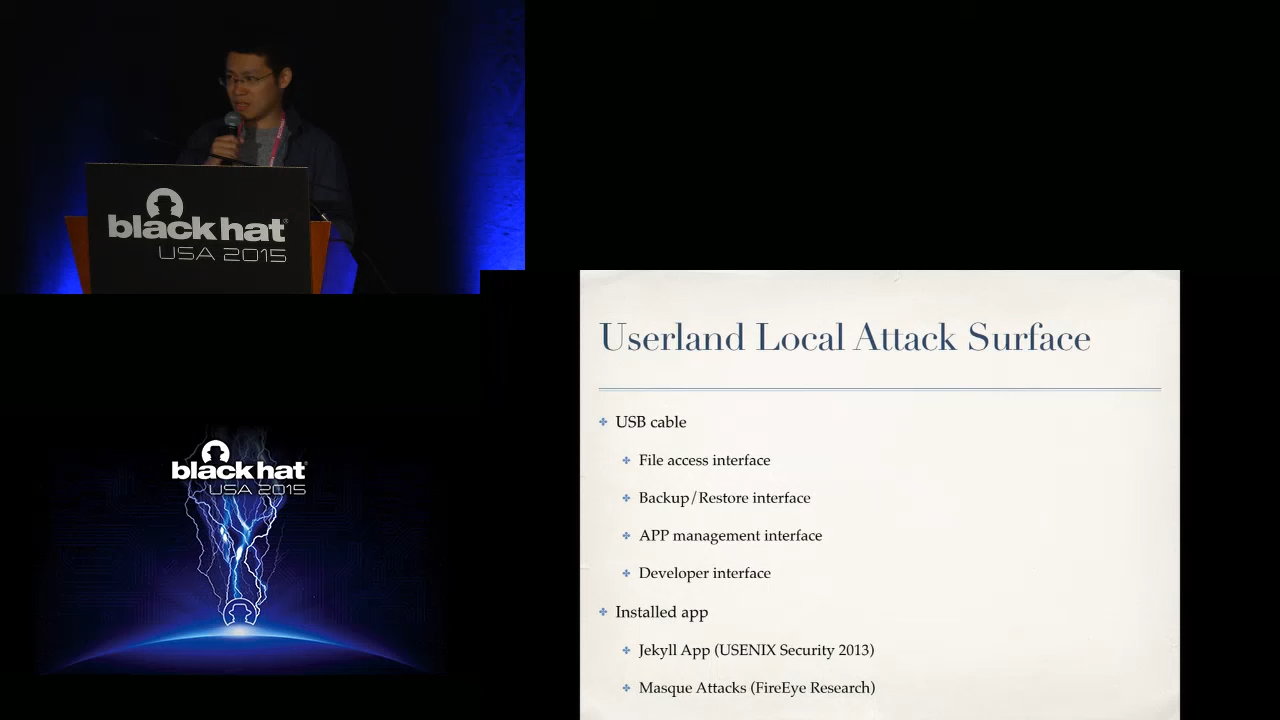 black hat
USA 2015
Userland Local Attack Surface
USB cable
File access interface
Backup/Restore interface
APP management interface
Developer interface
Installed app
Jekyll App (USENIX Security 2013)
Masque Attacks (FireEye Research)
black hat
USA 2015